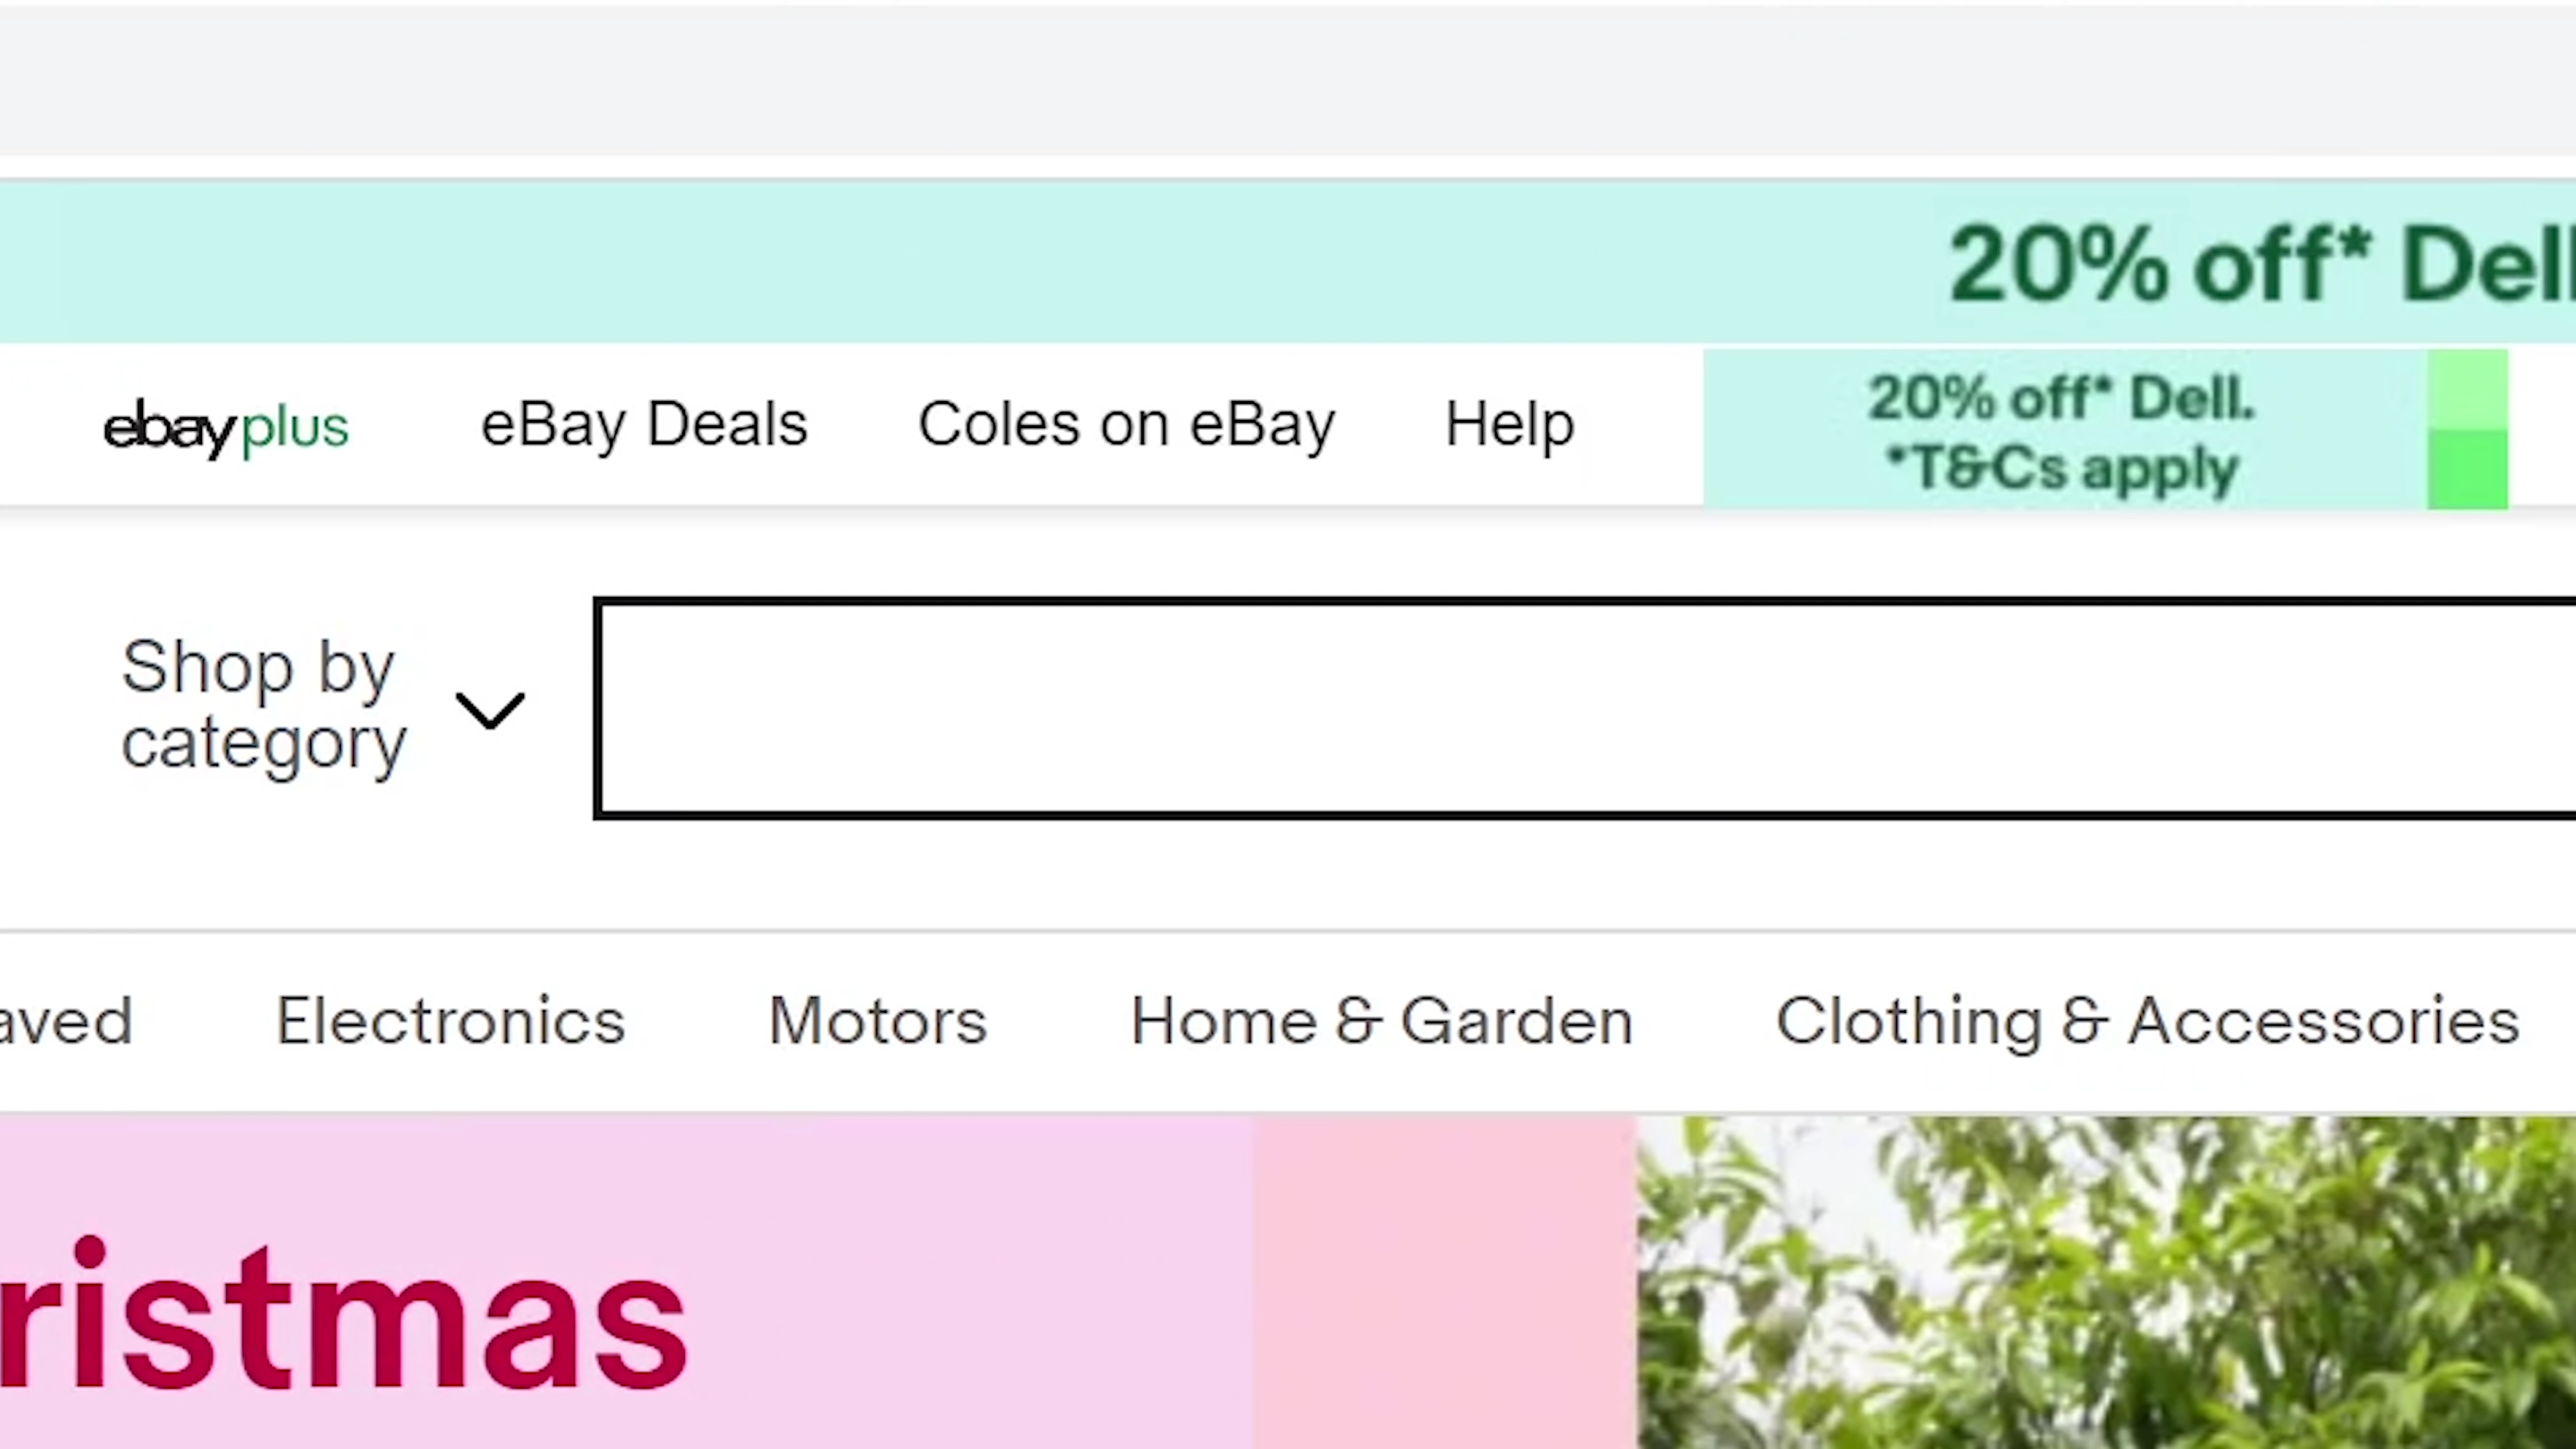 20% off* Dell
ebayplus eBay Deals Coles on eBay Help
20% off* Dell.
*T&Cs apply
Shop by
category
aved Electronics Motors Home & Garden Clothing & Accessories
ristmas